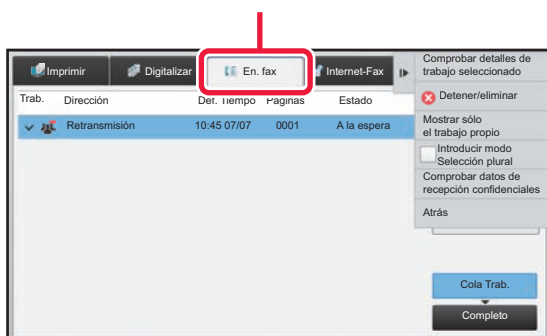 Imprimir
Digitalizar
En. fax
Internet-Fax
Trab.
Dirección
Def. Tiempo
Páginas
Estado
Retransmisión
10:45 07/07
0001
A la espera
Comprobar detalles de
trabajo seleccionado
Detener/eliminar
Mostrar sólo
el trabajo propio
Introducir modo
Selección plural
Comprobar datos de
recepción confidenciales
Atrás
Cola Trab.
Completo